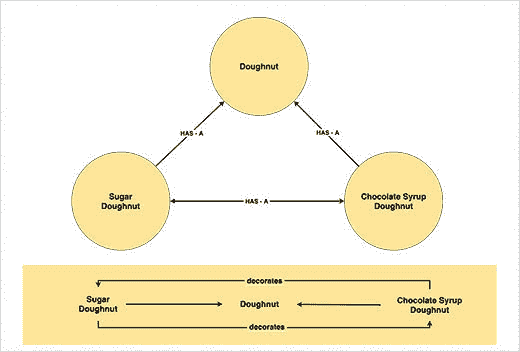 Doughnut
HAS - A
HAS - A
Sugar
Doughnut
HAS - A
Chocolate Syrup
Doughnut
decorates
Sugar
Doughnut
Doughnut
Chocolate Syrup
Doughnut
decorates